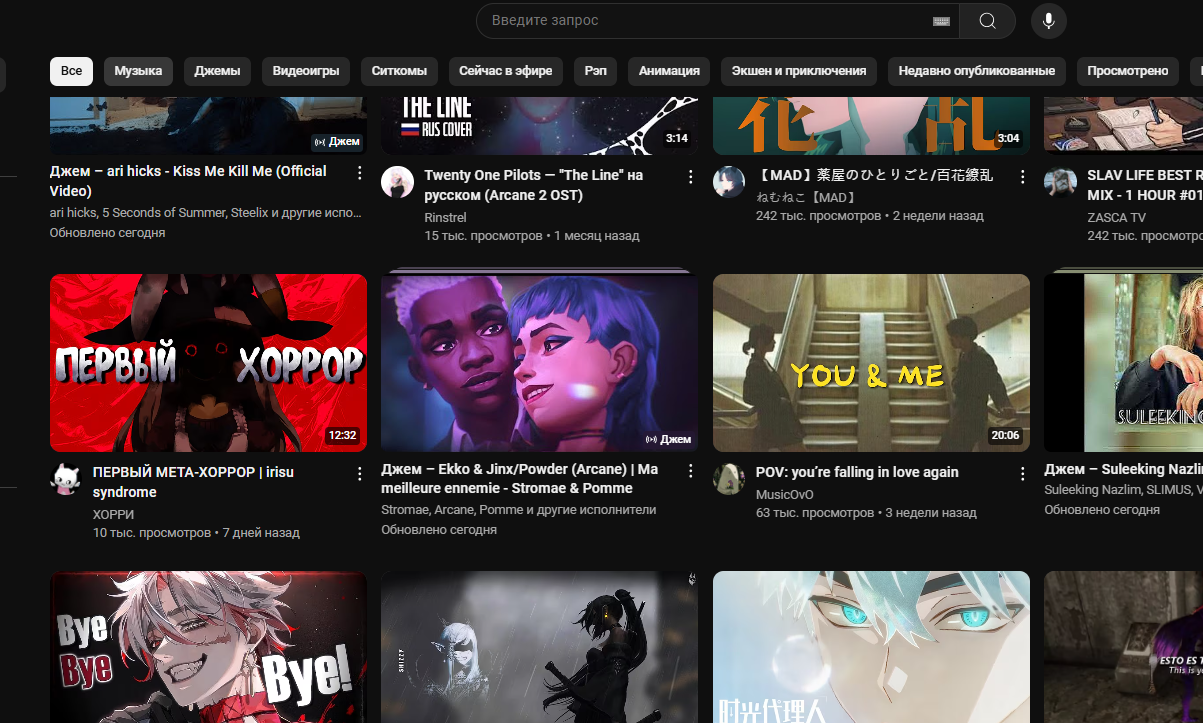 Введите запрос
Все
Музыка
Джемы
Видеоигры
Ситкомы
Сейчас в эфире
Рэп
Анимация
Экшен и приключения
Недавно опубликованные
Просмотрено
Джем
THE LINE
RUS COVER
3:14
花
乱
3:04
Джем – ari hicks - Kiss Me Kill Me (Official
Video)
ari hicks, 5 Seconds of Summer, Steelix и другие испо...
Обновлено сегодня
Twenty One Pilots — "The Line" на
русском (Arcane 2 OST)
Rinstrel
15 тыс. просмотров • 1 месяц назад
【MAD】薬屋のひとりごと/百花繚乱
ねむねこ【MAD】
242 тыс. просмотров • 2 недели назад
SLAV LIFE BEST R
MIX - 1 HOUR #01
ZASCA TV
242 тыс. просмотро
ПЕРВЫЙ ХОРРОР
12:32
Джем
YOU & ME
20:06
SULEEKING
ПЕРВЫЙ МЕТА-ХОРРОР | irisu
syndrome
ХОРРИ
10 тыс. просмотров • 7 дней назад
Джем – Ekko & Jinx/Powder (Arcane) | Ma
meilleure ennemie - Stromae & Pomme
Stromae, Arcane, Pomme и другие исполнители
Обновлено сегодня
POV: you’re falling in love again
MusicOvO
63 тыс. просмотров • 3 недели назад
Джем – Suleeking Nazli
Suleeking Nazlim, SLIMUS, V
Обновлено сегодня
Bye
Bye
Bye!
SHIZZY
时光代理人
ESTO ES T
This is yo